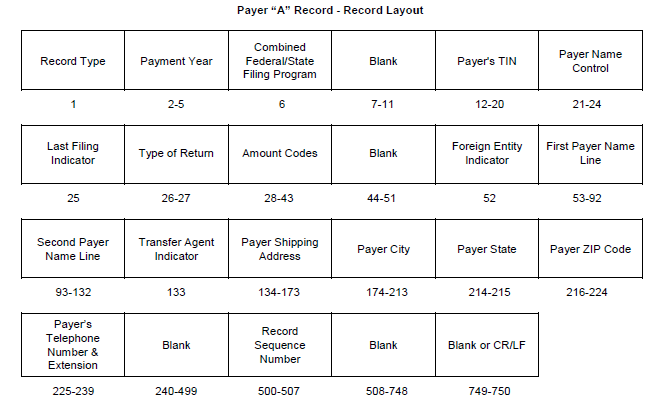 Payer “A” Record - Record Layout
Record Type
Payment Year
Combined
Federal/State
Filing Program
Blank
Payer's TIN
Payer Name
Control
1
2-5
6
7-11
12-20
21-24
Last Filing
Indicator
Type of Return
Amount Codes
Blank
Foreign Entity
Indicator
First Payer Name
Line
25
26-27
28-43
44-51
52
53-92
Second Payer
Name Line
Transfer Agent
Indicator
Payer Shipping
Address
Payer City
Payer State
Payer ZIP Code
93-132
133
134-173
174-213
214-215
216-224
Payer's
Telephone
Number &
Extension
Blank
Record
Sequence
Number
Blank
Blank or CR/LF
225-239
240-499
500-507
508-748
749-750